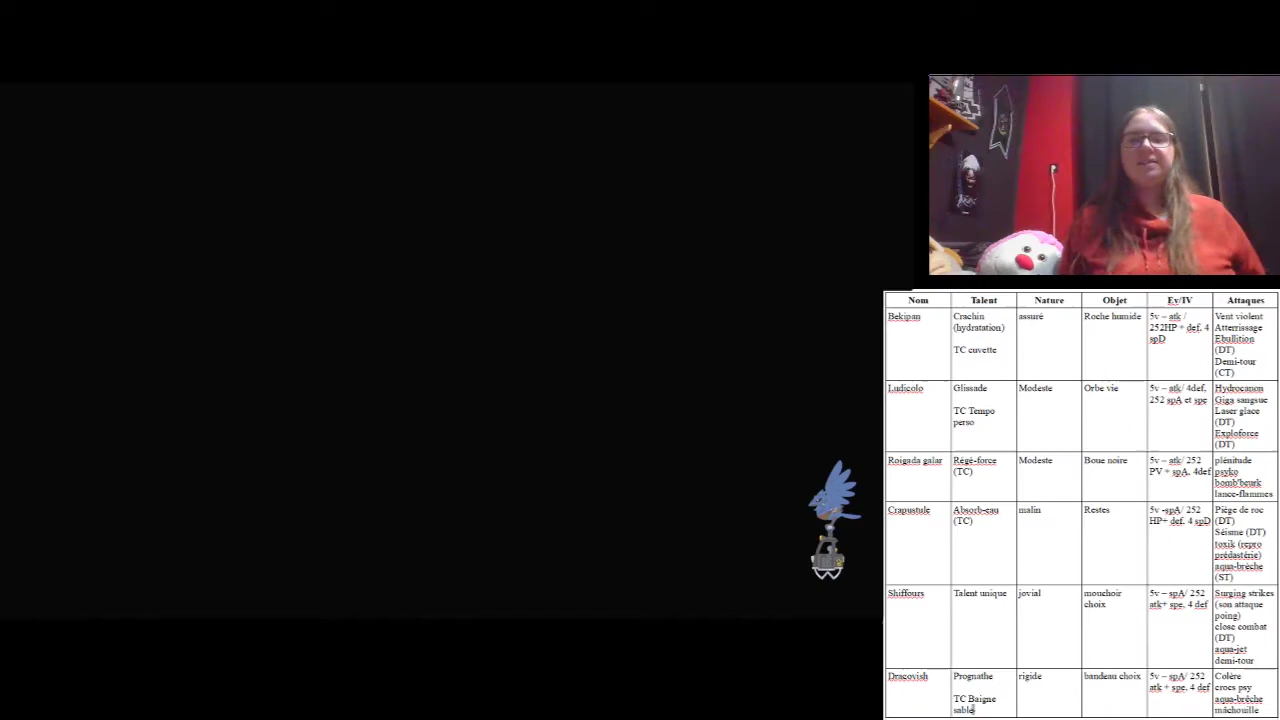 Nom Talent Nature Objet Ev/IV Attaques
Bekipan Crachin assuré Roche humide 5v – atk / Vent violent
(hydratation) 252HP + def. 4 Atterrissage
spD Ebullition
TC cuvette (DT)
Demi-tour
(CT)
Ludicolo Glissade Modeste Orbe vie 5v – atk/ 4def, Hydrocanon
252 spA et spe Giga sangsue
TC Tempo Laser glace
perso (DT)
Exploforce
(DT)
Roigada galar Régé-force Modeste Boue noire 5v – atk/ 252 plénitude
(TC) PV + spA, 4def psyko
bomb'beurk
lance-flammes
Crapustule Absorb-eau malin Restes 5v -spA/ 252 Piège de roc
(TC) HP+ def. 4 spD (DT)
Séisme (DT)
toxik (repro
prédastérie)
aqua-brèche
(ST)
Shiffours Talent unique jovial mouchoir 5v – spA/ 252 Surging strikes
choix atk+ spe, 4 def (son attaque
poing)
close combat
(DT)
aqua-jet
demi-tour
Dracovish Prognathe rigide bandeau choix 5v – spA/ 252 Colère
atk + spe, 4 def crocs psy
TC Baigne aqua-brèche
sable mâchouille